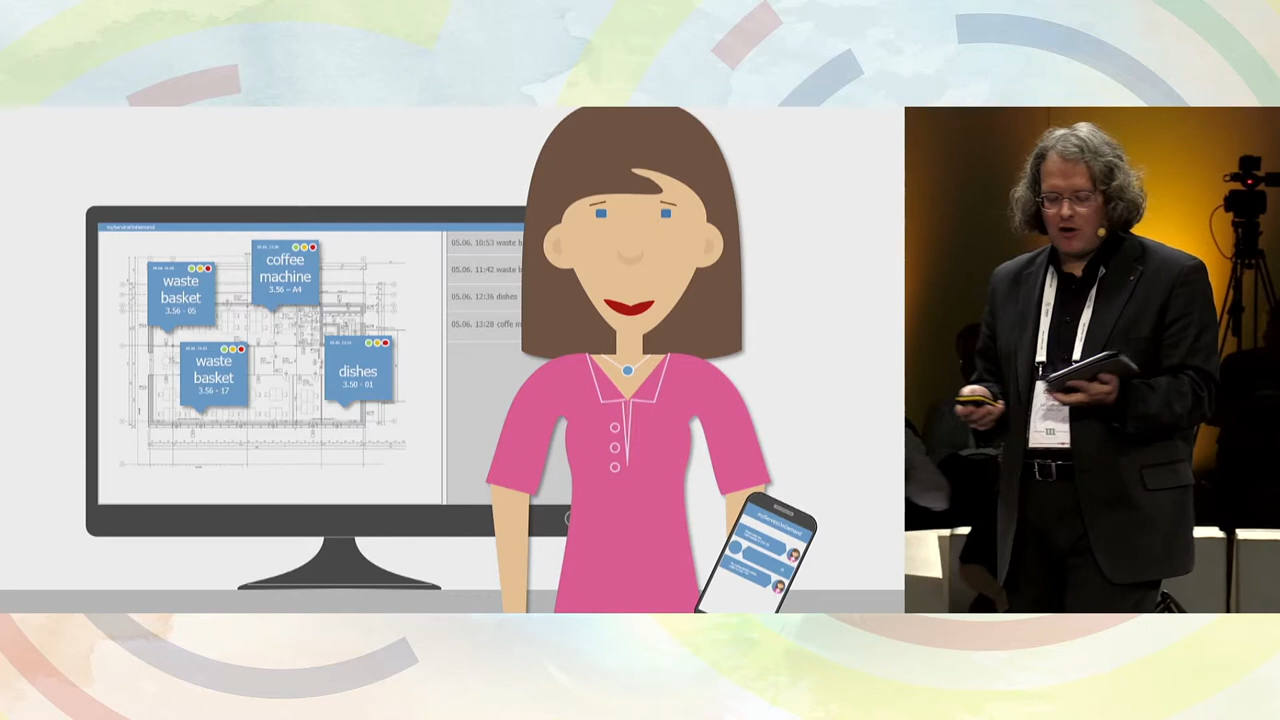 myServiceOnDemand
waste
basket
3.56 - 05
coffee
machine
3.56 – A4
waste
basket
3.56 - 17
dishes
3.50 - 01
05.06. 10:53 waste b
05.06. 11:42 waste b
05.06. 12:36 dishes
05.06. 13:28 coffe m
myServiceOnDemand
m